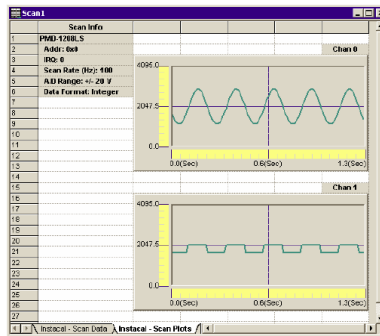 Scan1
Scan Info
1 PMD-1208LS
2 Addr: 0x0 Chan 0
3 IRQ: 0
4 Scan Rate (Hz): 100
5 A/D Range: +/- 20 V
6 Data Format: Integer
7
8
9
10
11
12
13
14
15 Chan 1
16
17
18
19
20
21
22
23
24
25
26
27
4095.0
2047.5
0.0
0.0(Sec) 0.6(Sec) 1.3(Sec)
4095.0
2047.5
0.0
0.0(Sec) 0.6(Sec) 1.3(Sec)
Instacal - Scan Data Instacal - Scan Plots